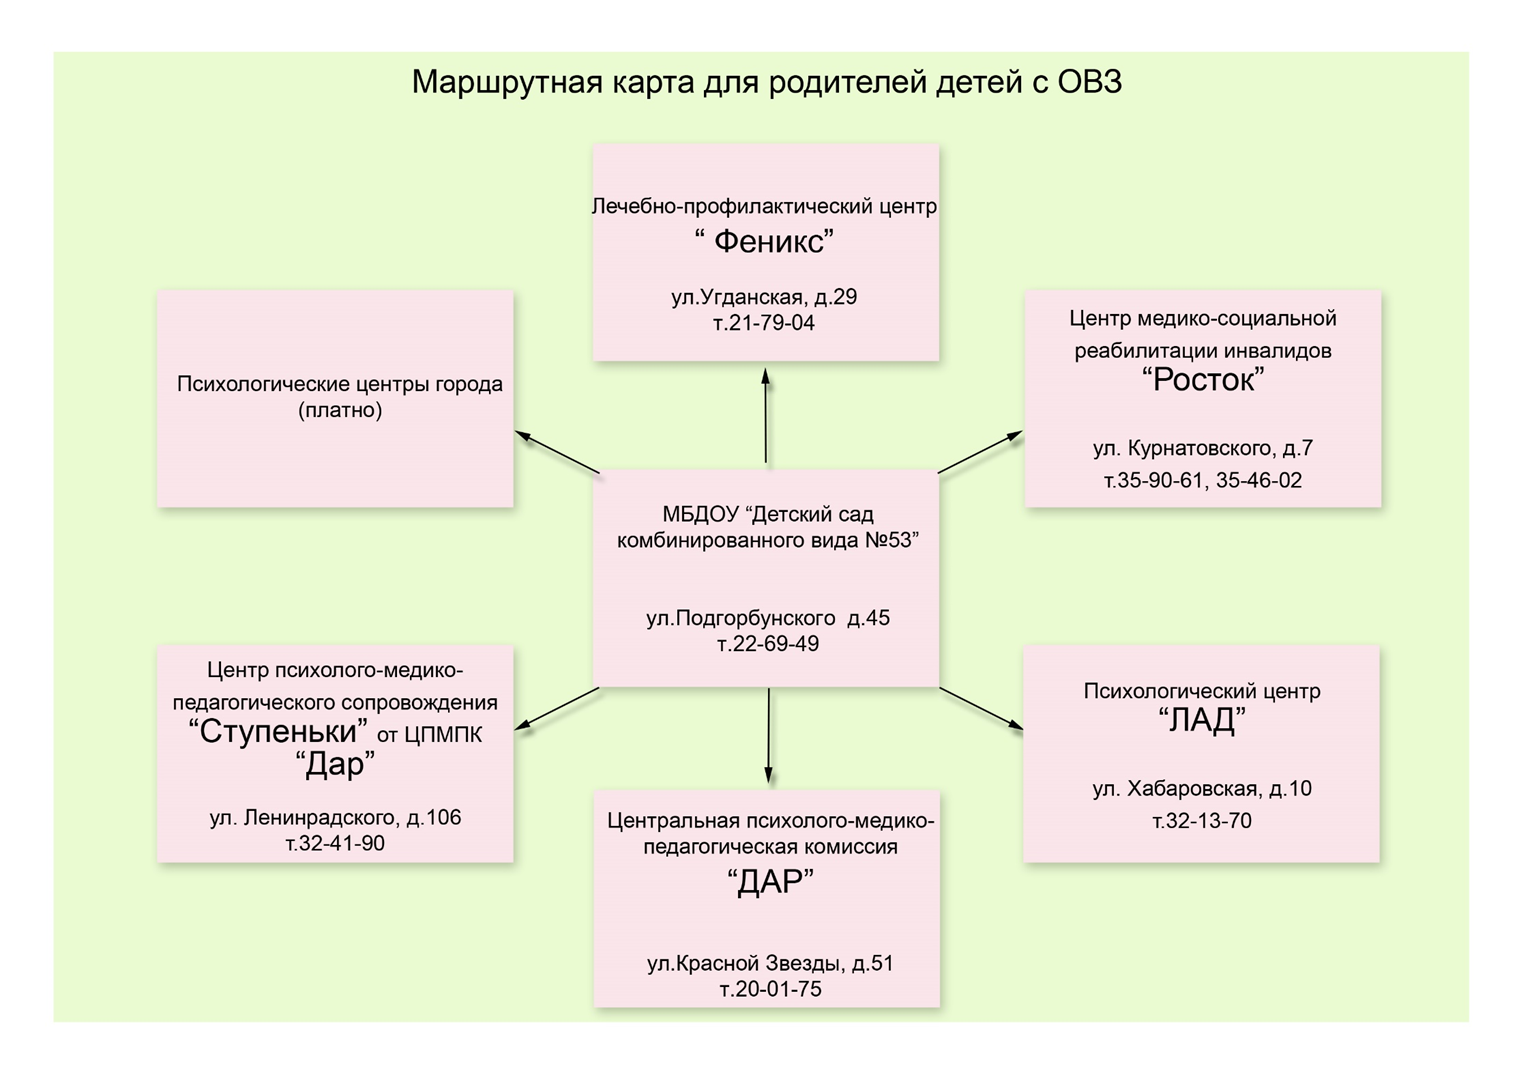 Маршрутная карта для родителей детей с ОВЗ
Лечебно-профилактический центр
“ Феникс”
ул.Угданская, д.29
т.21-79-04
Психологические центры города
(платно)
Центр медико-социальной
реабилитации инвалидов
“Росток”
ул. Курнатовского, д.7
т.35-90-61, 35-46-02
МБДОУ “Детский сад
комбинированного вида №53”
ул.Подгорбунского д.45
т.22-69-49
Центр психолого-медико-
педагогического сопровождения
“Ступеньки” от ЦПМПК
“Дар”
ул. Ленинрадского, д.106
т.32-41-90
Центральная психолого-медико-
педагогическая комиссия
“ДАР”
ул.Красной Звезды, д.51
т.20-01-75
Психологический центр
“ЛАД”
ул. Хабаровская, д.10
т.32-13-70